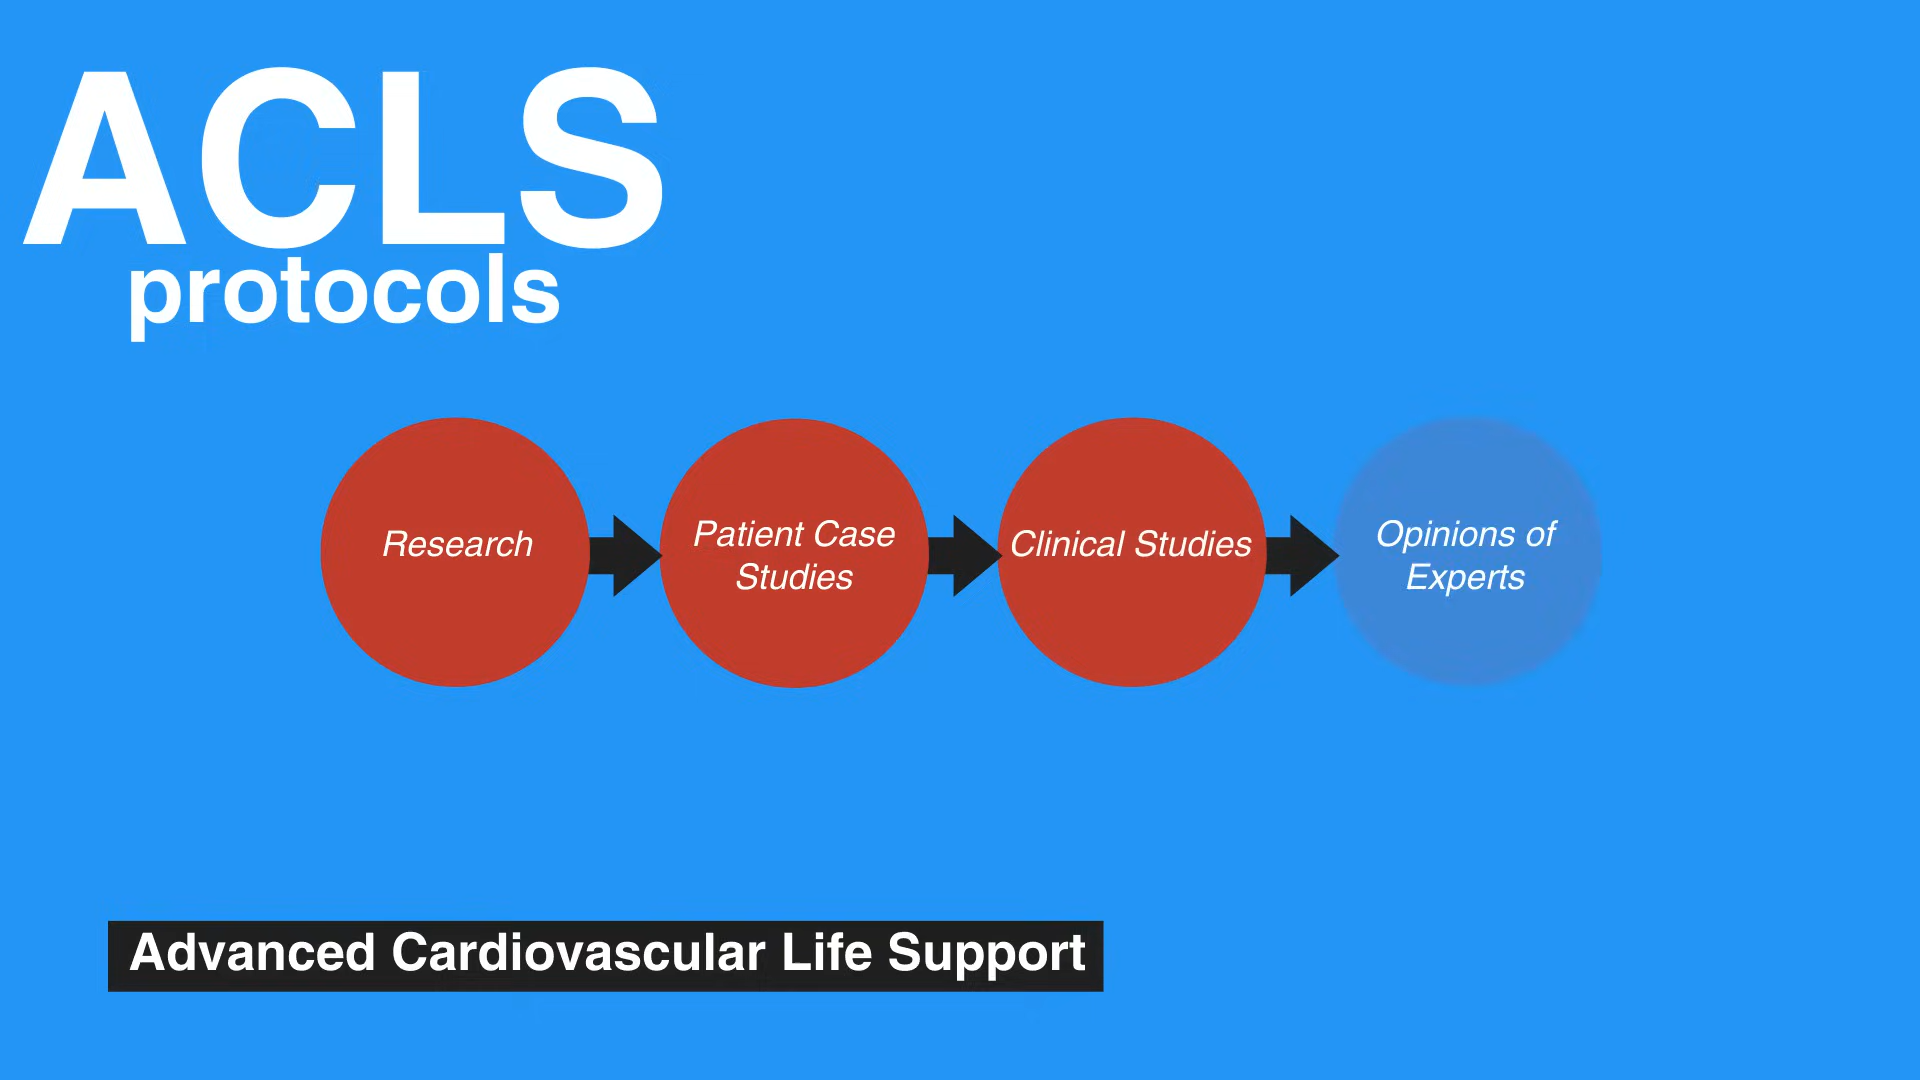 ACLS
protocols
Research
Patient Case
Studies
Clinical Studies
Opinions of
Experts
Advanced Cardiovascular Life Support